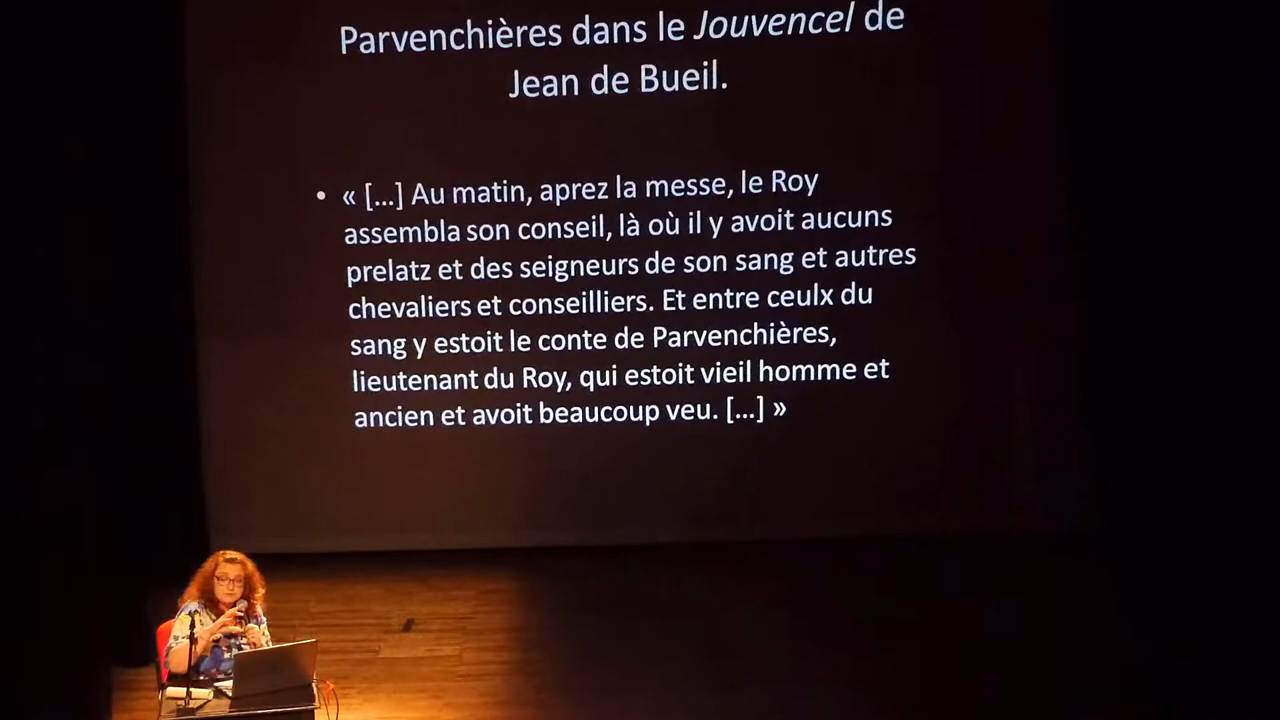 Parvenchières dans le Jouvencel de
Jean de Bueil.
• « [...] Au matin, aprez la messe, le Roy
assembla son conseil, là où il y avoit aucuns
prelatz et des seigneurs de son sang et autres
chevaliers et conseilliers. Et entre ceulx du
sang y estoit le conte de Parvenchières,
lieutenant du Roy, qui estoit vieil homme et
ancien et avoit beaucoup veu. [...] »